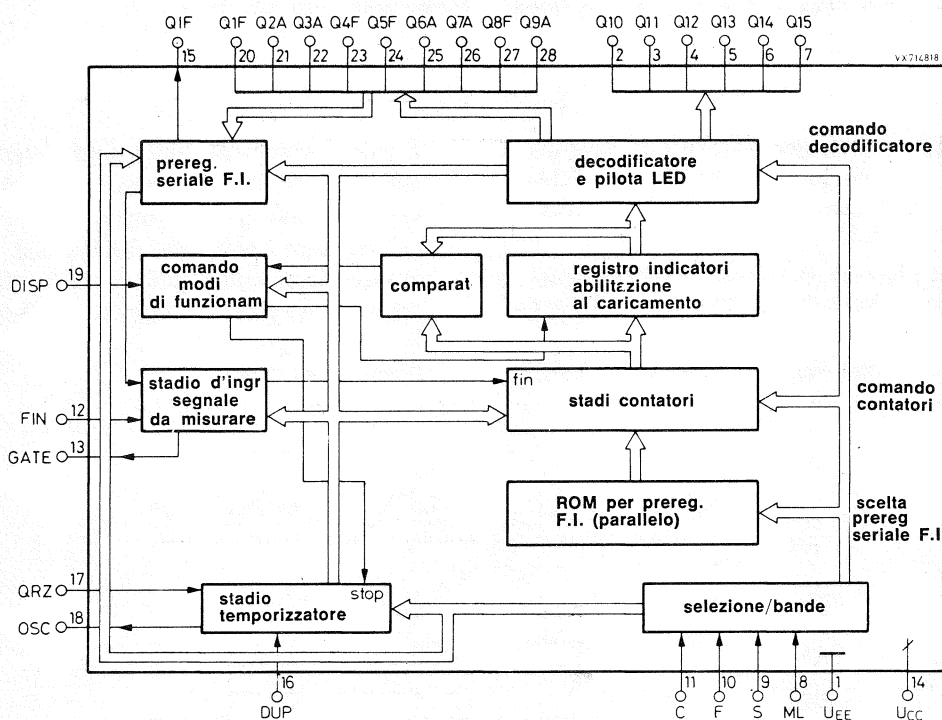 Q1F Q1F Q2A Q3A Q4F Q5F Q6A Q7A Q8F Q9A Q10 Q11 Q12 Q13 Q14 Q15
15 20 21 22 23 24 25 26 27 28 2 3 4 5 6 7
VX714818
comando
decodificatore
prereg.
seriale F.I.
decodificatore
e pilota LED
DISP 19
comando
modi
di funzionam
comparat
registro indicatori
abilitazione
al caricamento
FIN 12
GATE 13
stadio d'ingr
segnale
da misurare
fin
stadi contatori
comando
contatori
ROM per prereg.
F.I. (parallelo)
scelta
prereg
seriale F.I
QRZ 17
OSC 18
stop
stadio
temporizzatore
selezione/bande
16 11 10 9 8 1 14
DUP C F S ML UEE UCC